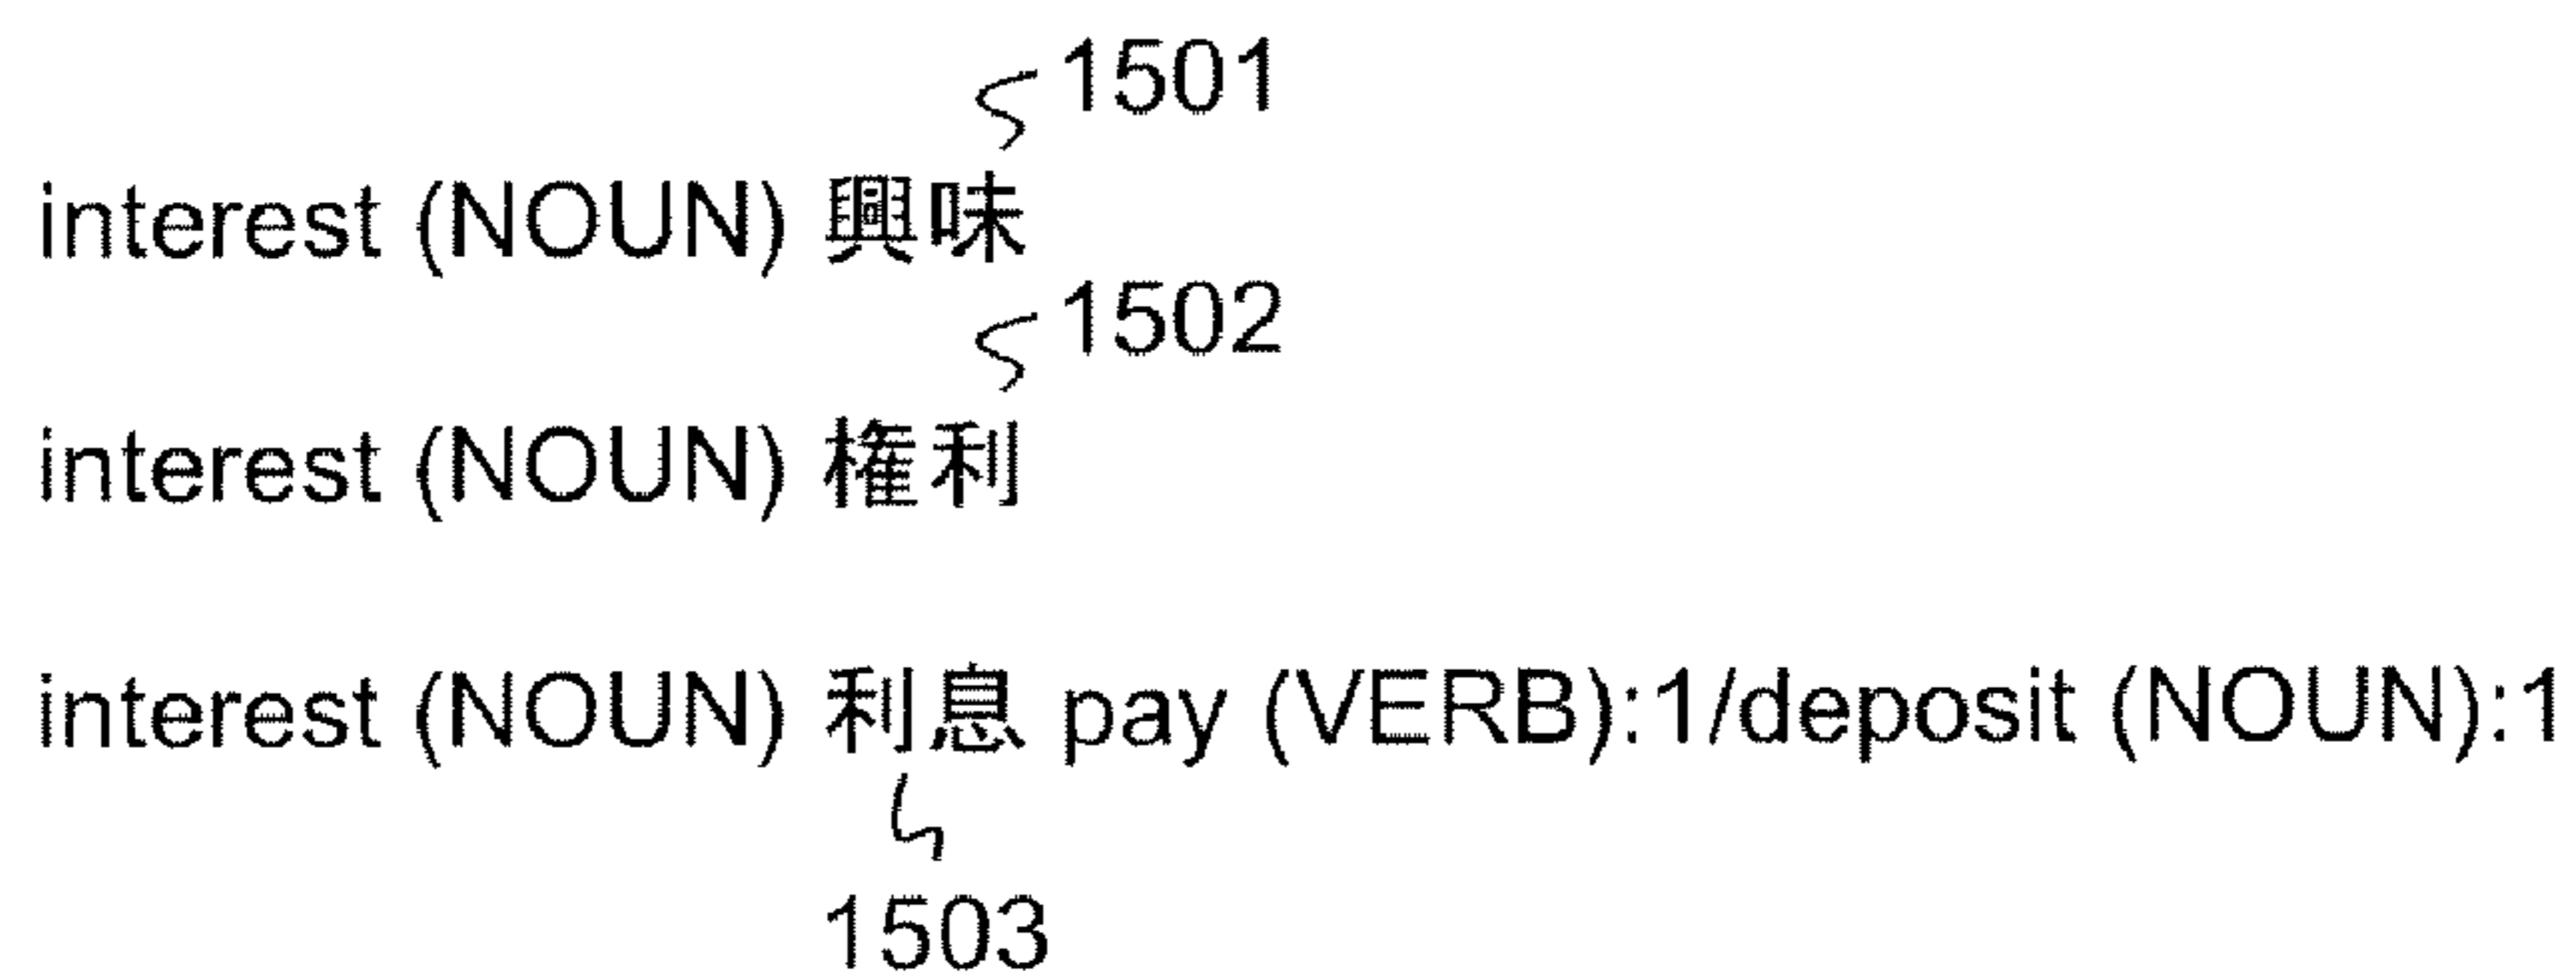 1501
interest (NOUN) 興味
1502
interest (NOUN) 権利
interest (NOUN) 利息 pay (VERB):1/deposit (NOUN):1
1503